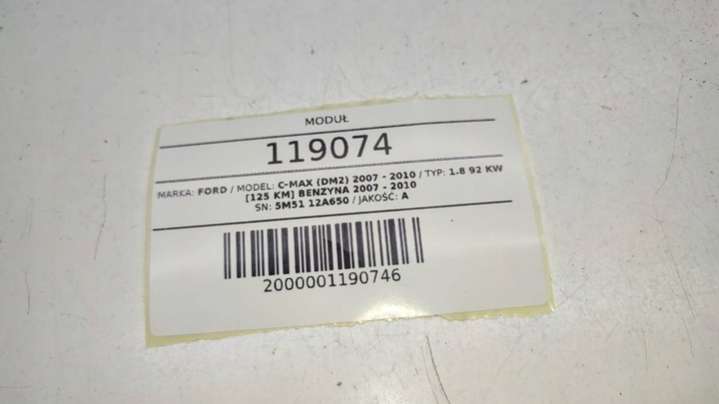 MODUŁ
119074
MARKA: FORD / MODEL: C-MAX (DM2) 2007 - 2010 / TYP: 1.8 92 KW
[125 KM] BENZYNA 2007 - 2010
SN: 5M51 12A650 / JAKOŚĆ: A
2000001190746